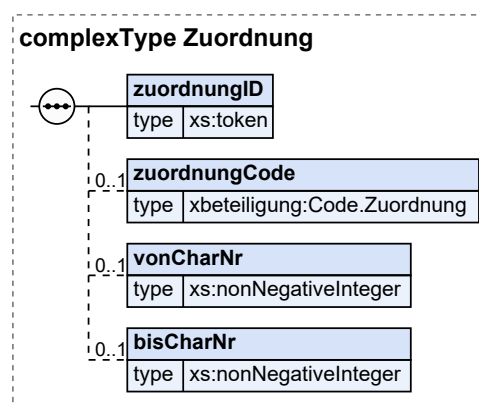 complexType Zuordnung
zuordnungID
type xs:token
0..1 zuordnungCode
type xbeteiligung:Code.Zuordnung
0..1 vonCharNr
type xs:nonNegativeInteger
0..1 bisCharNr
type xs:nonNegativeInteger